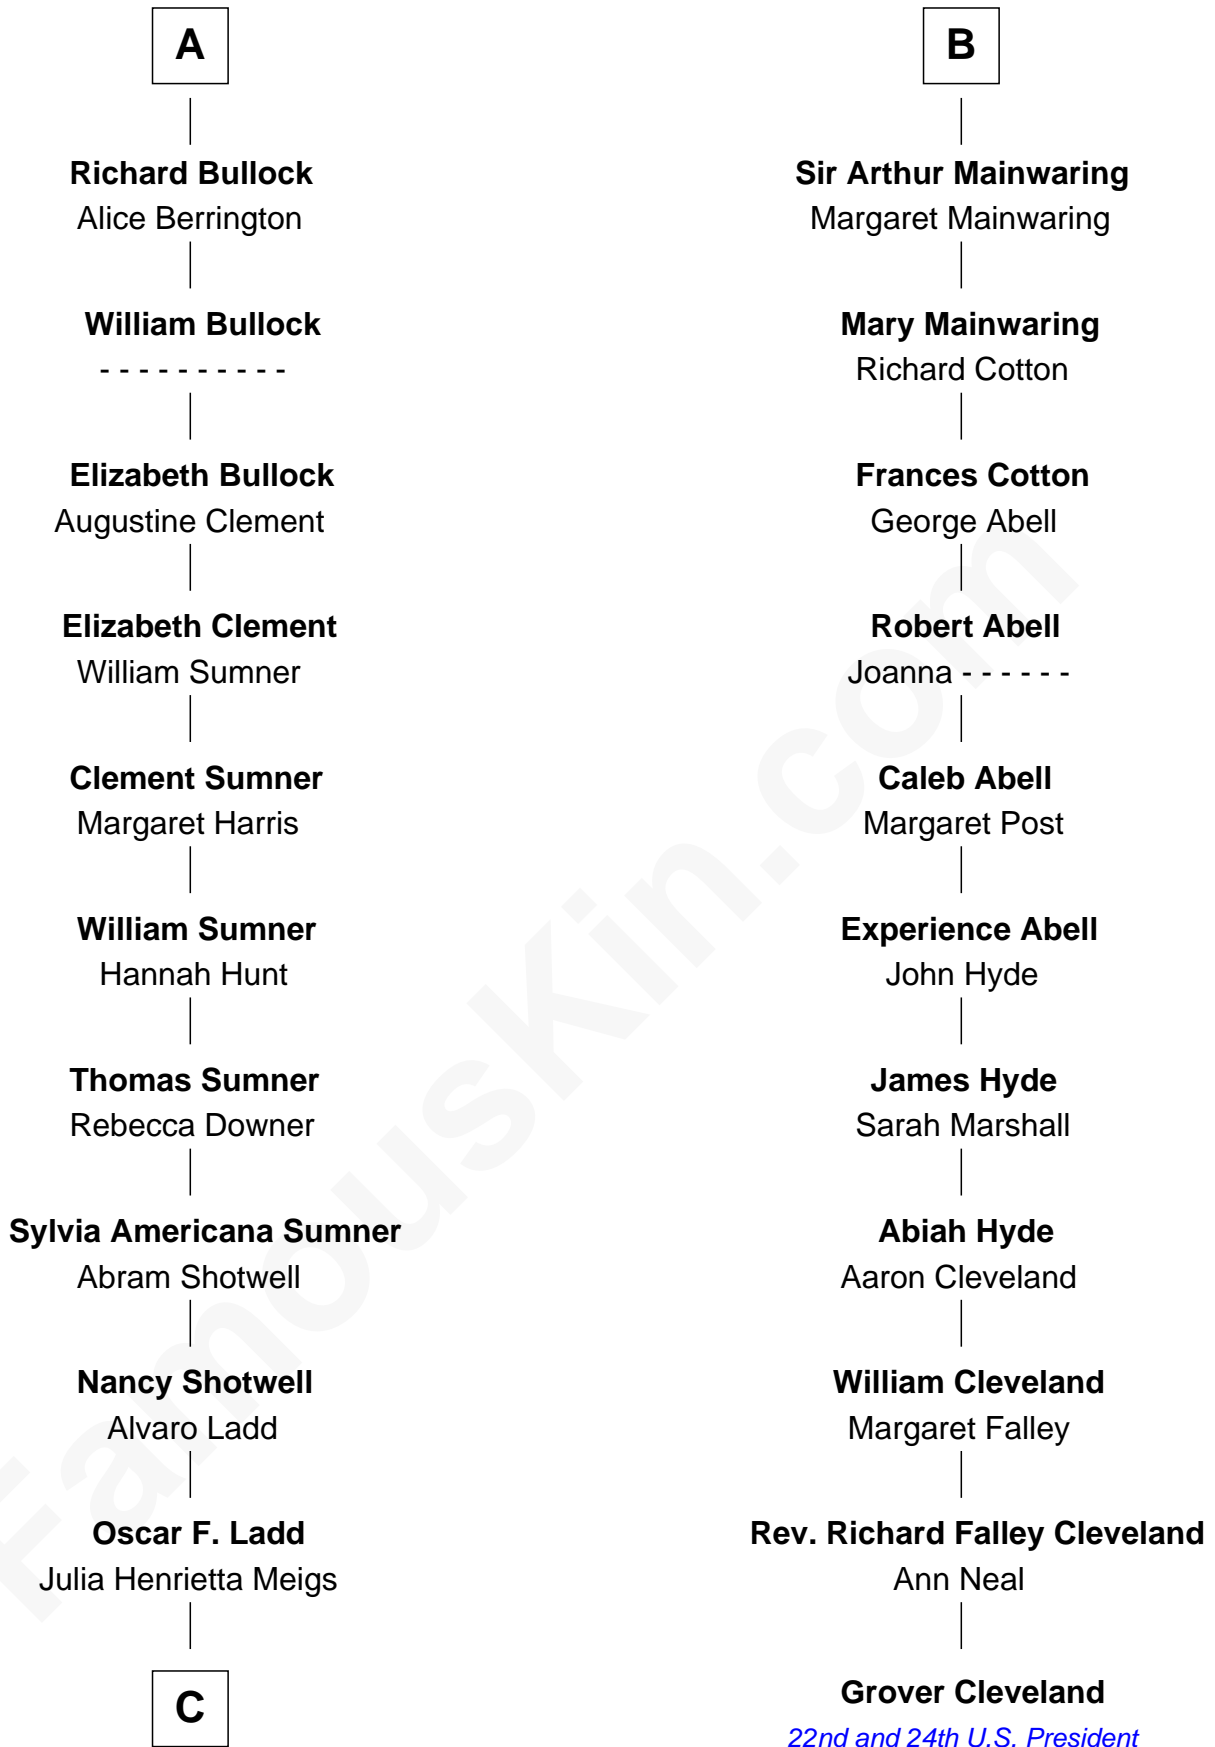 A
Richard Bullock
Alice Berrington
William Bullock
- - - - - - - - - -
Elizabeth Bullock
Augustine Clement
Elizabeth Clement
William Sumner
Clement Sumner
Margaret Harris
William Sumner
Hannah Hunt
Thomas Sumner
Rebecca Downer
Sylvia Americana Sumner
Abram Shotwell
Nancy Shotwell
Alvaro Ladd
Oscar F. Ladd
Julia Henrietta Meigs
C
B
Sir Arthur Mainwaring
Margaret Mainwaring
Mary Mainwaring
Richard Cotton
Frances Cotton
George Abell
Robert Abell
Joanna - - - - - -
Caleb Abell
Margaret Post
Experience Abell
John Hyde
James Hyde
Sarah Marshall
Abiah Hyde
Aaron Cleveland
William Cleveland
Margaret Falley
Rev. Richard Falley Cleveland
Ann Neal
Grover Cleveland
22nd and 24th U.S. President
FamousKin.com